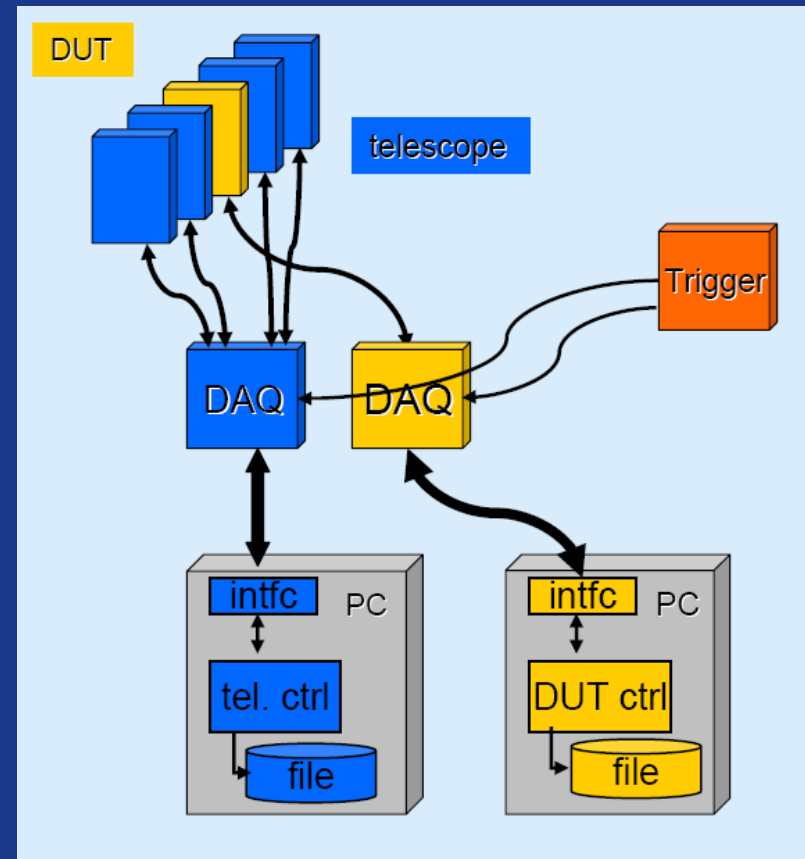 DUT
telescope
Trigger
DAQ
DAQ
intfc
PC
tel. ctrl
file
intfc
PC
DUT ctrl
file